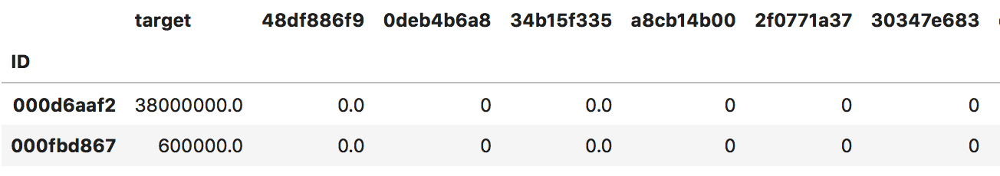 target 48df886f9 0deb4b6a8 34b15f335 a8cb14b00 2f0771a37 30347e683
ID
000d6aaf2 38000000.0 0.0 0 0.0 0 0 0
000fbd867 600000.0 0.0 0 0.0 0 0 0